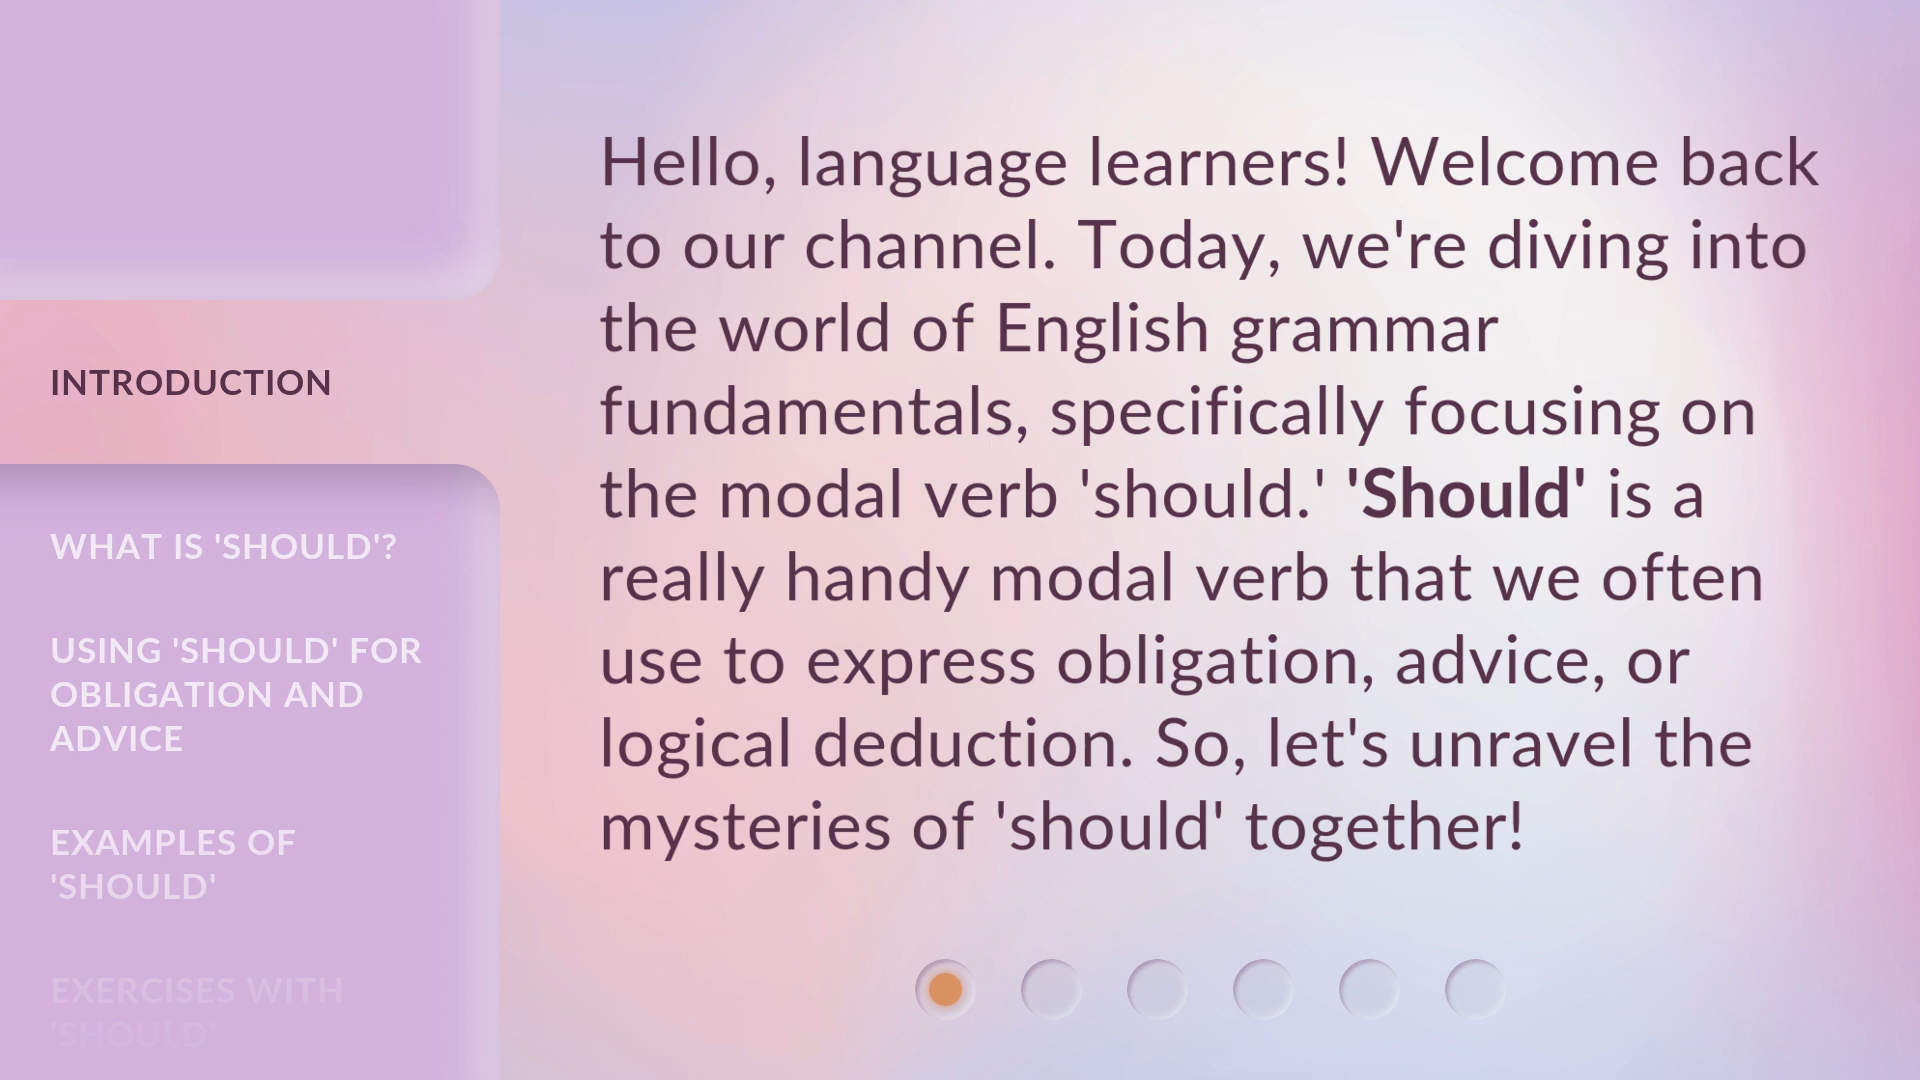 INTRODUCTION
WHAT IS 'SHOULD'?
USING 'SHOULD' FOR
OBLIGATION AND
ADVICE
EXAMPLES OF
'SHOULD'
EXERCISES WITH
'SHOULD'
Hello, language learners! Welcome back
to our channel. Today, we're diving into
the world of English grammar
fundamentals, specifically focusing on
the modal verb 'should.' 'Should' is a
really handy modal verb that we often
use to express obligation, advice, or
logical deduction. So, let's unravel the
mysteries of 'should' together!